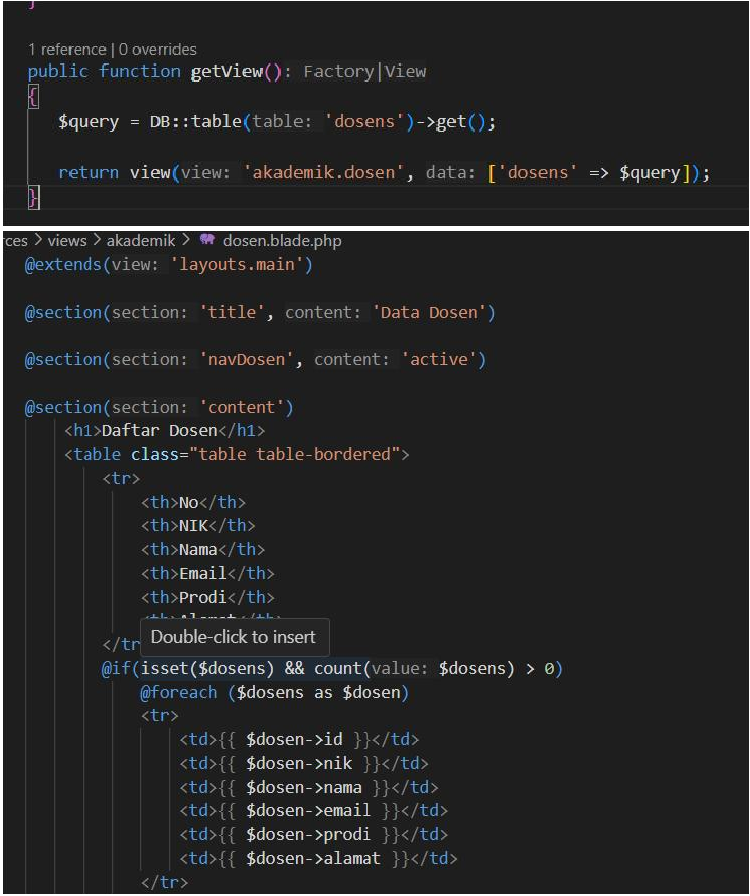 }
1 reference | 0 overrides
public function getView(): Factory|View
{
$query = DB::table(table: 'dosens')->get();
return view(view: 'akademik.dosen', data: ['dosens' => $query]);
}
rces > views > akademik > dosen.blade.php
@extends(view: 'layouts.main')
@section(section: 'title', content: 'Data Dosen')
@section(section: 'navDosen', content: 'active')
@section(section: 'content')
<h1>Daftar Dosen</h1>
<table class="table table-bordered">
<tr>
<th>No</th>
<th>NIK</th>
<th>Nama</th>
<th>Email</th>
<th>Prodi</th>
<th>Alamat</th>
Double-click to insert
</tr
@if(isset($dosens) && count(value: $dosens) > 0)
@foreach ($dosens as $dosen)
<tr>
<td>{{ $dosen->id }}</td>
<td>{{ $dosen->nik }}</td>
<td>{{ $dosen->nama }}</td>
<td>{{ $dosen->email }}</td>
<td>{{ $dosen->prodi }}</td>
<td>{{ $dosen->alamat }}</td>
</tr>